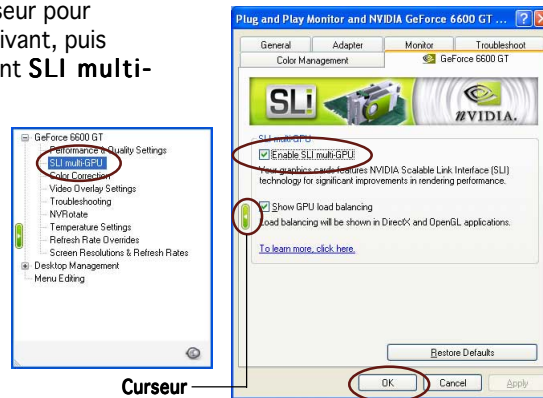 seur pour
ivant, puis
nt SLI multi-
GeForce 6600 GT
Performance & Quality Settings
SLI multi-GPU
Color Correction
Video Overlay Settings
Troubleshooting
NVRotate
Temperature Settings
Refresh Rate Overrides
Screen Resolutions & Refresh Rates
Desktop Management
Menu Editing
Plug and Play Monitor and NVIDIA GeForce 6600 GT ...
General Adapter Monitor Troubleshoot
Color Management GeForce 6600 GT
SLI nVIDIA.
SLI multi-GPU
Enable SLI multi-GPU
Your graphics cards features NVIDIA Scalable Link Interface (SLI)
technology for significant improvements in rendering performance.
Show GPU load balancing
Load balancing will be shown in DirectX and OpenGL applications.
To learn more, click here.
Restore Defaults
OK Cancel Apply
Curseur